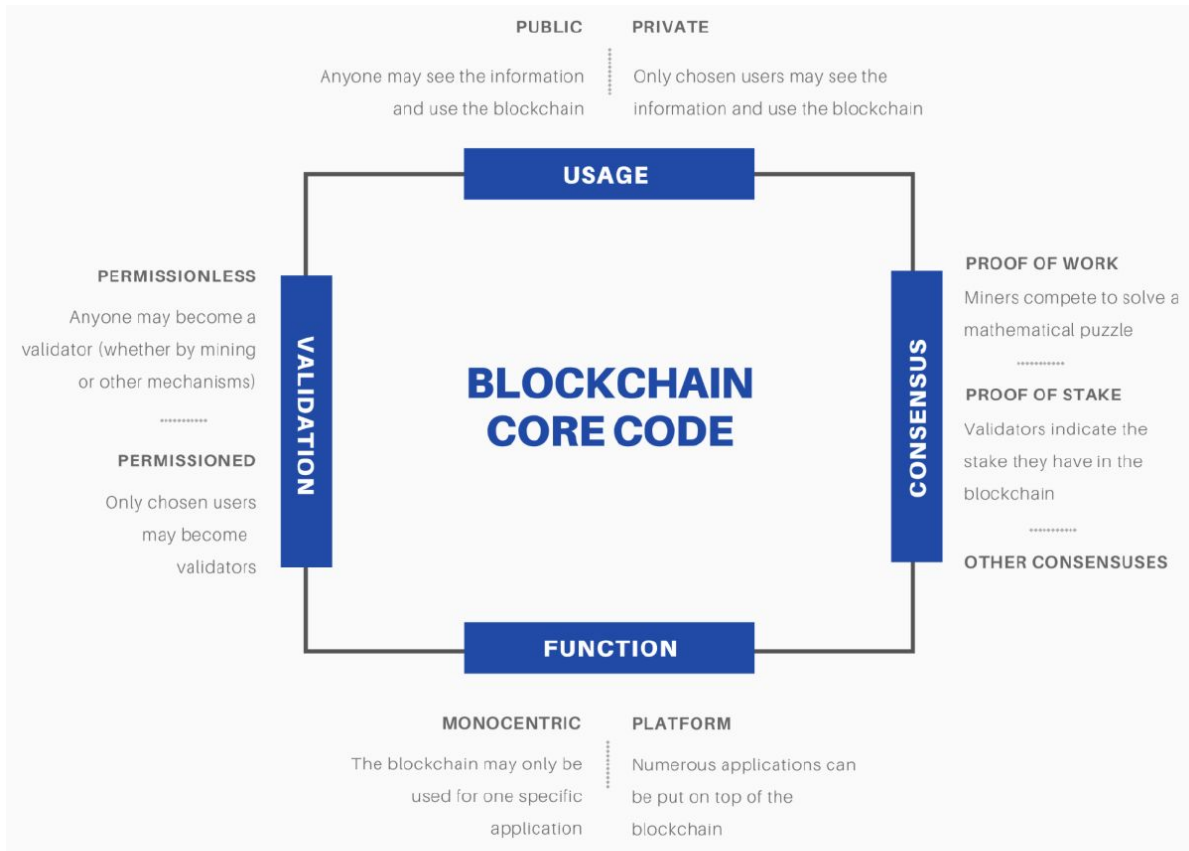 PUBLIC
Anyone may see the information
and use the blockchain
PRIVATE
Only chosen users may see the
information and use the blockchain
USAGE
PERMISSIONLESS
Anyone may become a
validator (whether by mining
or other mechanisms)
PERMISSIONED
Only chosen users
may become
validators
VALIDATION
BLOCKCHAIN
CORE CODE
CONSENSUS
PROOF OF WORK
Miners compete to solve a
mathematical puzzle
PROOF OF STAKE
Validators indicate the
stake they have in the
blockchain
OTHER CONSENSUSES
FUNCTION
MONOCENTRIC
The blockchain may only be
used for one specific
application
PLATFORM
Numerous applications can
be put on top of the
blockchain